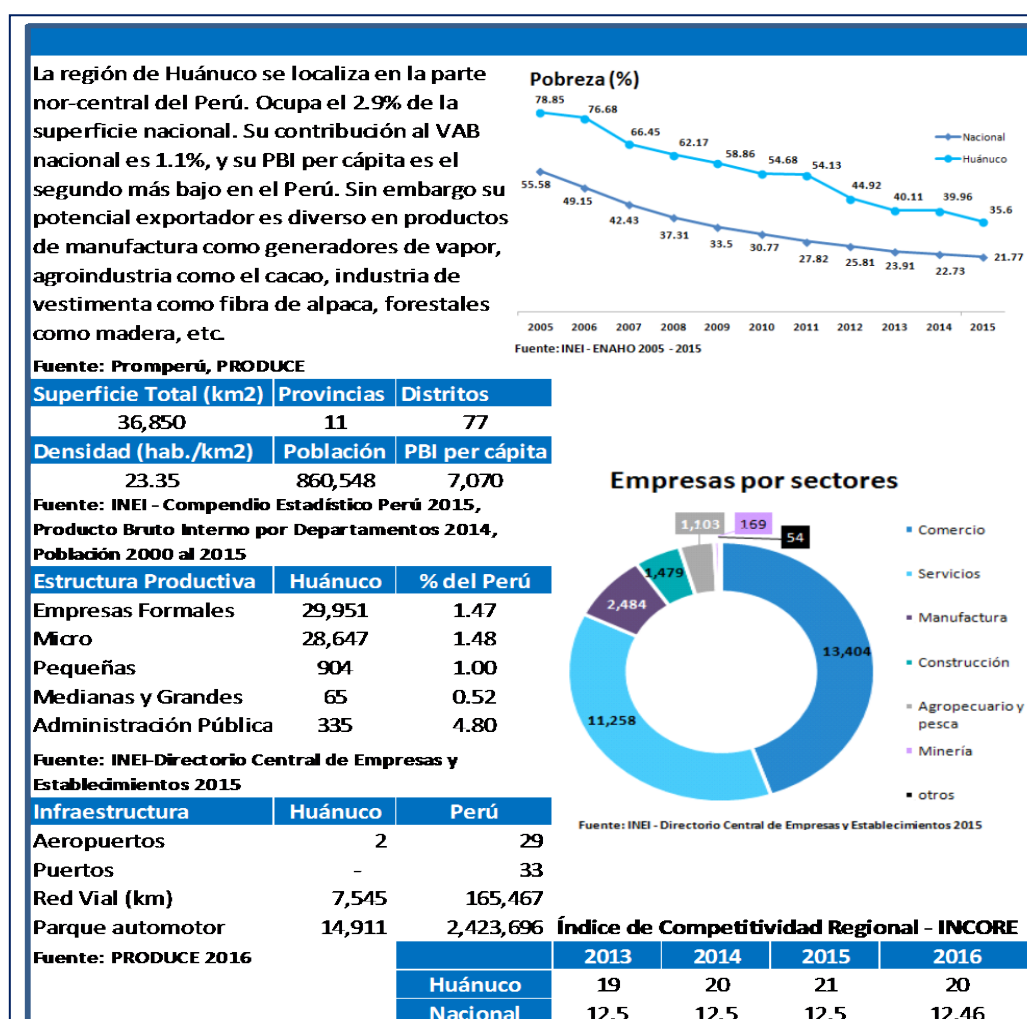 La región de Huánuco se localiza en la parte
nor-central del Perú. Ocupa el 2.9% de la
superficie nacional. Su contribución al VAB
nacional es 1.1%, y su PBI per cápita es el
segundo más bajo en el Perú. Sin embargo su
potencial exportador es diverso en productos
de manufactura como generadores de vapor,
agroindustria como el cacao, industria de
vestimenta como fibra de alpaca, forestales
como madera, etc.
Fuente: Promperú, PRODUCE
Pobreza (%)
78.85 76.68 66.45 62.17 58.86 54.68 54.13 44.92 40.11 39.96 35.6
Nacional
Huánuco
55.58 49.15 42.43 37.31 33.5 30.77 27.82 25.81 23.91 22.73 21.77
2005 2006 2007 2008 2009 2010 2011 2012 2013 2014 2015
Fuente: INEI - ENAHO 2005 - 2015
Superficie Total (km2) Provincias Distritos
36,850 11 77
Densidad (hab./km2) Población PBI per cápita
23.35 860,548 7,070
Fuente: INEI - Compendio Estadístico Perú 2015,
Producto Bruto Interno por Departamentos 2014,
Población 2000 al 2015
Estructura Productiva Huánuco % del Perú
Empresas Formales 29,951 1.47
Micro 28,647 1.48
Pequeñas 904 1.00
Medianas y Grandes 65 0.52
Administración Pública 335 4.80
Fuente: INEI-Directorio Central de Empresas y
Establecimientos 2015
Empresas por sectores
1,103 169
54
1,479
2,484
13,404
11,258
Comercio
Servicios
Manufactura
Construcción
Agropecuario y
pesca
Minería
otros
Fuente: INEI - Directorio Central de Empresas y Establecimientos 2015
Infraestructura Huánuco Perú
Aeropuertos 2 29
Puertos - 33
Red Vial (km) 7,545 165,467
Parque automotor 14,911 2,423,696
Fuente: PRODUCE 2016
Índice de Competitividad Regional - INCORE
2013 2014 2015 2016
Huánuco 19 20 21 20
Nacional 12.5 12.5 12.5 12.46